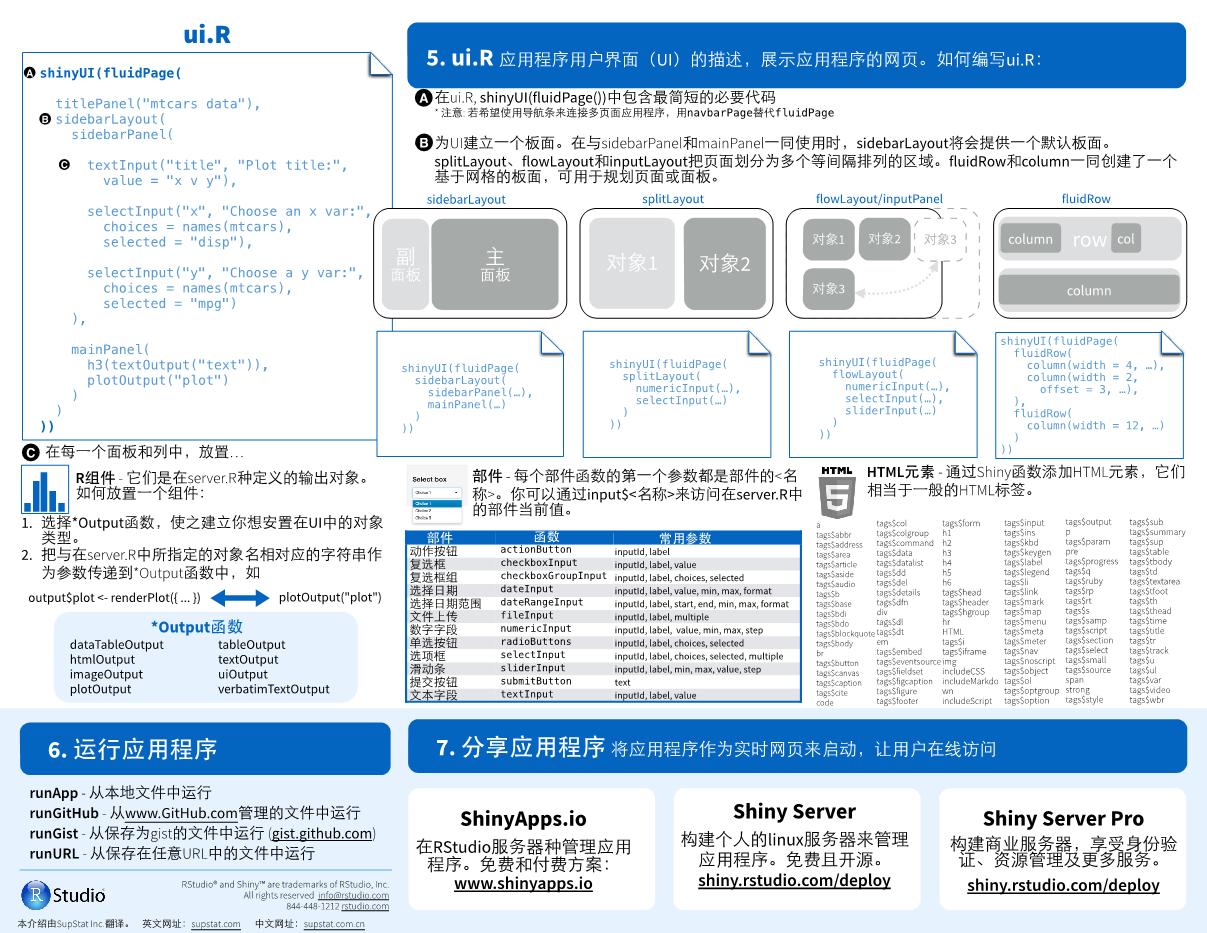 ui.R
shinyUI(fluidPage(
titlePanel("mtcars data"),
sidebarLayout(
sidebarPanel(
textInput("title", "Plot title:",
value = "x v y"),
selectInput("x", "Choose an x var:",
choices = names(mtcars),
selected = "disp"),
selectInput("y", "Choose a y var:",
choices = names(mtcars),
selected = "mpg")
),
mainPanel(
h3(textOutput("text")),
plotOutput("plot")
)
)
))
5. ui.R 应用程序用户界面（UI）的描述，展示应用程序的网页。如何编写ui.R：
A 在ui.R, shinyUI(fluidPage())中包含最简短的必要代码
* 注意: 若希望使用导航条来连接多页面应用程序，用navbarPage替代fluidPage
B 为UI建立一个板面。在与sidebarPanel和mainPanel一同使用时，sidebarLayout将会提供一个默认板面。
splitLayout、flowLayout和inputLayout把页面划分为多个等间隔排列的区域。fluidRow和column一同创建了一个
基于网格的板面，可用于规划页面或面板。
sidebarLayout
副
面板
主
面板
shinyUI(fluidPage(
sidebarLayout(
sidebarPanel(…),
mainPanel(…)
)
))
splitLayout
对象1
对象2
shinyUI(fluidPage(
splitLayout(
numericInput(…),
selectInput(…)
)
))
flowLayout/inputPanel
对象1
对象2
对象3
对象3
shinyUI(fluidPage(
flowLayout(
numericInput(…),
selectInput(…),
sliderInput(…)
)
))
fluidRow
column
row
col
column
shinyUI(fluidPage(
fluidRow(
column(width = 4, …),
column(width = 2,
offset = 3, …),
),
fluidRow(
column(width = 12, …)
)
))
C 在每一个面板和列中，放置…
R组件 - 它们是在server.R种定义的输出对象。
如何放置一个组件：
1. 选择*Output函数，使之建立你想安置在UI中的对象
类型。
2. 把与在server.R中所指定的对象名相对应的字符串作
为参数传递到*Output函数中，如
output$plot <- renderPlot({ ... }) plotOutput("plot")
*Output函数
dataTableOutput tableOutput
htmlOutput textOutput
imageOutput uiOutput
plotOutput verbatimTextOutput
Select box
Choice 1
Choice 1
Choice 2
Choice 3
部件 - 每个部件函数的第一个参数都是部件的<名
称>。你可以通过input$<名称>来访问在server.R中
的部件当前值。
部件 函数 常用参数
动作按钮 actionButton inputId, label
复选框 checkboxInput inputId, label, value
复选框组 checkboxGroupInput inputId, label, choices, selected
选择日期 dateInput inputId, label, value, min, max, format
选择日期范围 dateRangeInput inputId, label, start, end, min, max, format
文件上传 fileInput inputId, label, multiple
数字字段 numericInput inputId, label, value, min, max, step
单选按钮 radioButtons inputId, label, choices, selected
选项框 selectInput inputId, label, choices, selected, multiple
滑动条 sliderInput inputId, label, min, max, value, step
提交按钮 submitButton text
文本字段 textInput inputId, label, value
HTML
5
HTML元素 - 通过Shiny函数添加HTML元素，它们
相当于一般的HTML标签。
a
tags$abbr
tags$address
tags$area
tags$article
tags$aside
tags$audio
tags$b
tags$base
tags$bdi
tags$bdo
tags$blockquote
tags$body
br
tags$button
tags$canvas
tags$caption
tags$cite
code
tags$col
tags$colgroup
tags$command
tags$data
tags$datalist
tags$dd
tags$del
tags$details
tags$dfn
div
tags$dl
tags$dt
em
tags$embed
tags$eventsource
tags$fieldset
tags$figcaption
tags$figure
tags$footer
tags$form
h1
h2
h3
h4
h5
h6
tags$head
tags$header
tags$hgroup
hr
HTML
tags$i
tags$iframe
img
includeCSS
includeMarkdo
wn
includeScript
tags$input
tags$ins
tags$kbd
tags$keygen
tags$label
tags$legend
tags$li
tags$link
tags$mark
tags$map
tags$menu
tags$meta
tags$meter
tags$nav
tags$noscript
tags$object
tags$ol
tags$optgroup
tags$option
tags$output
p
tags$param
pre
tags$progress
tags$q
tags$ruby
tags$rp
tags$rt
tags$s
tags$samp
tags$script
tags$section
tags$select
tags$small
tags$source
span
strong
tags$style
tags$sub
tags$summary
tags$sup
tags$table
tags$tbody
tags$td
tags$textarea
tags$tfoot
tags$th
tags$thead
tags$time
tags$title
tags$tr
tags$track
tags$u
tags$ul
tags$var
tags$video
tags$wbr
6. 运行应用程序
runApp - 从本地文件中运行
runGitHub - 从www.GitHub.com管理的文件中运行
runGist - 从保存为gist的文件中运行 (gist.github.com)
runURL - 从保存在任意URL中的文件中运行
R Studio
RStudio® and Shiny™ are trademarks of RStudio, Inc.
All rights reserved info@rstudio.com
844-448-1212 rstudio.com
本介绍由SupStat Inc.翻译。 英文网址：supstat.com 中文网址：supstat.com.cn
7. 分享应用程序 将应用程序作为实时网页来启动，让用户在线访问
ShinyApps.io
在RStudio服务器种管理应用
程序。免费和付费方案：
www.shinyapps.io
Shiny Server
构建个人的linux服务器来管理
应用程序。免费且开源。
shiny.rstudio.com/deploy
Shiny Server Pro
构建商业服务器，享受身份验
证、资源管理及更多服务。
shiny.rstudio.com/deploy